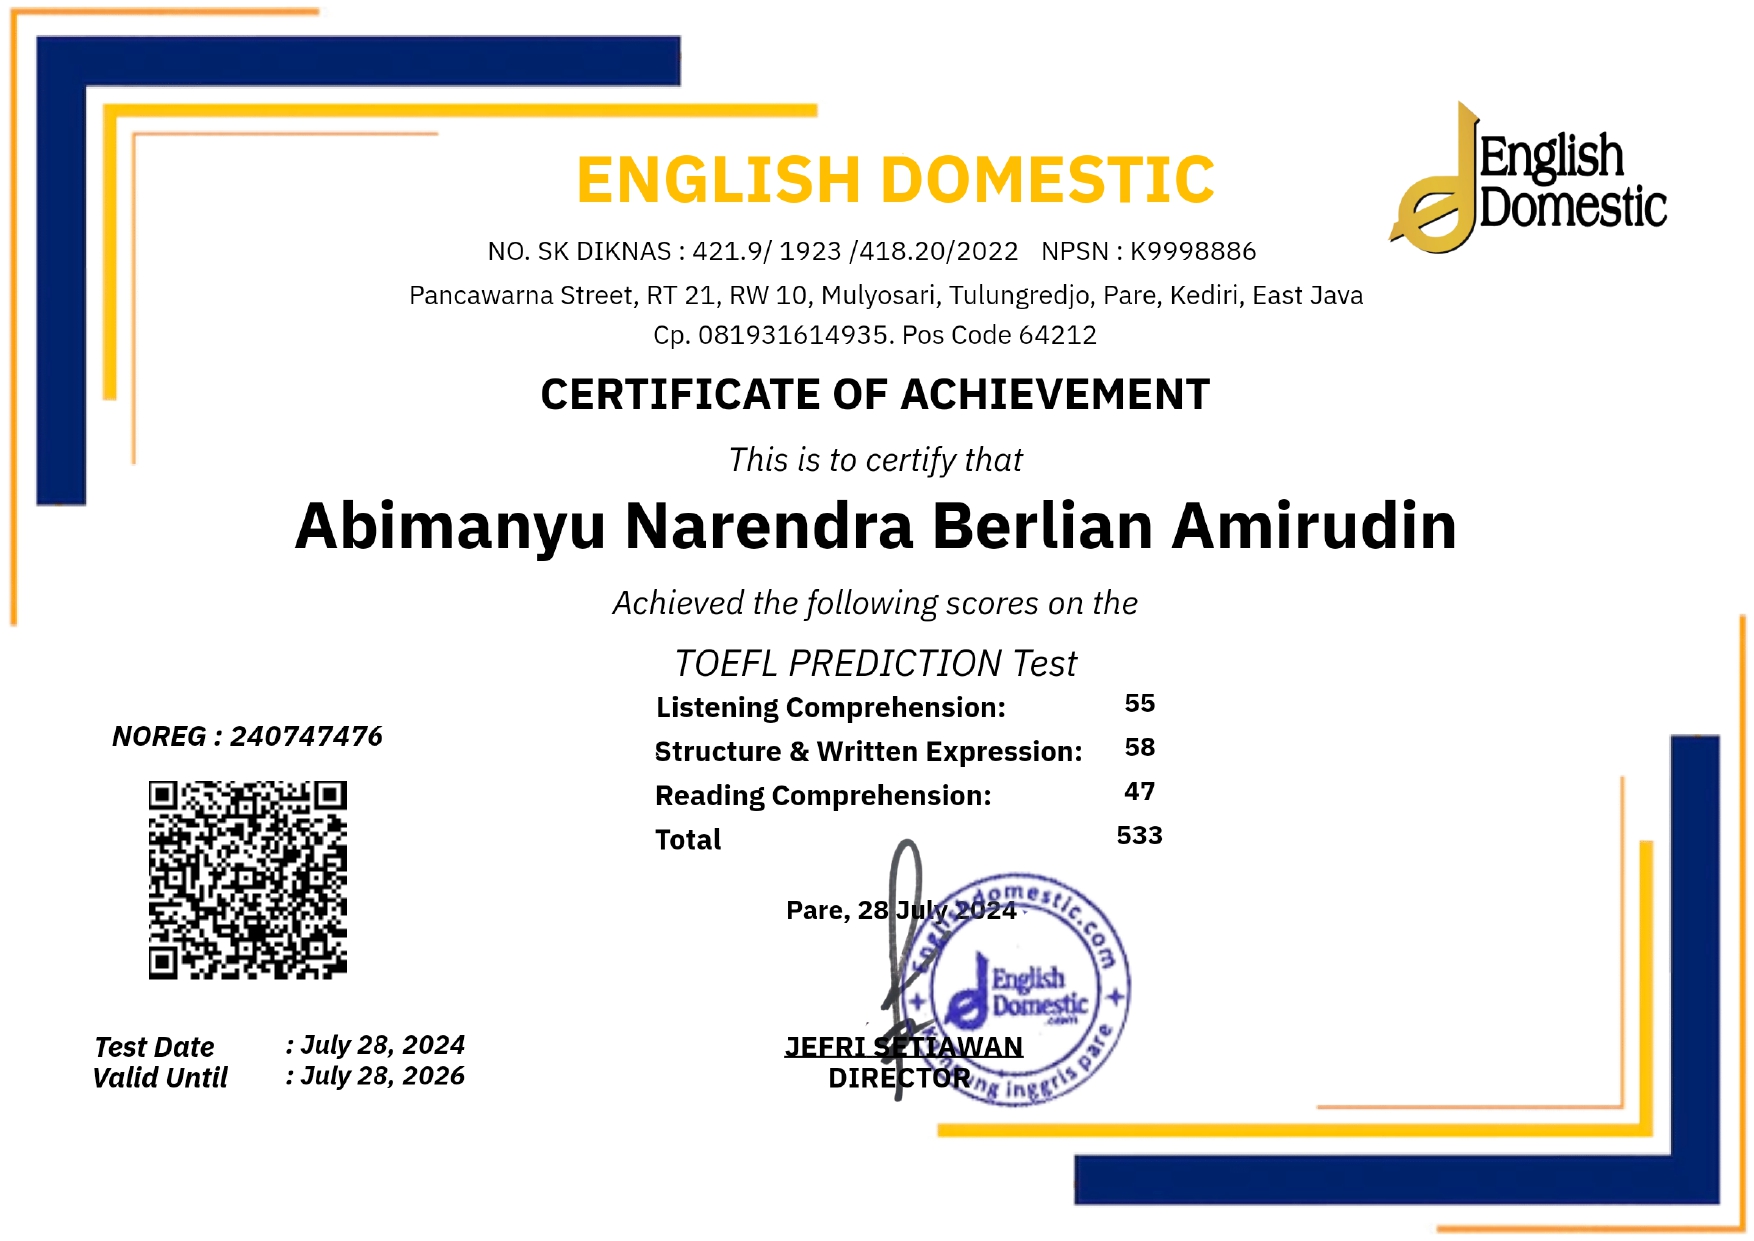 ENGLISH DOMESTIC
English
Domestic
NO. SK DIKNAS : 421.9/ 1923 /418.20/2022 NPSN : K9998886
Pancawarna Street, RT 21, RW 10, Mulyosari, Tulungredjo, Pare, Kediri, East Java
Cp. 081931614935. Pos Code 64212
CERTIFICATE OF ACHIEVEMENT
This is to certify that
Abimanyu Narendra Berlian Amirudin
Achieved the following scores on the
TOEFL PREDICTION Test
Listening Comprehension: 55
Structure & Written Expression: 58
Reading Comprehension: 47
Total 533
NOREG : 240747476
Pare, 28 July 2024
Englishdomestic.com
English
Domestic
.com
Kampung inggris pare
JEFRI SETIAWAN
DIRECTOR
Test Date : July 28, 2024
Valid Until : July 28, 2026